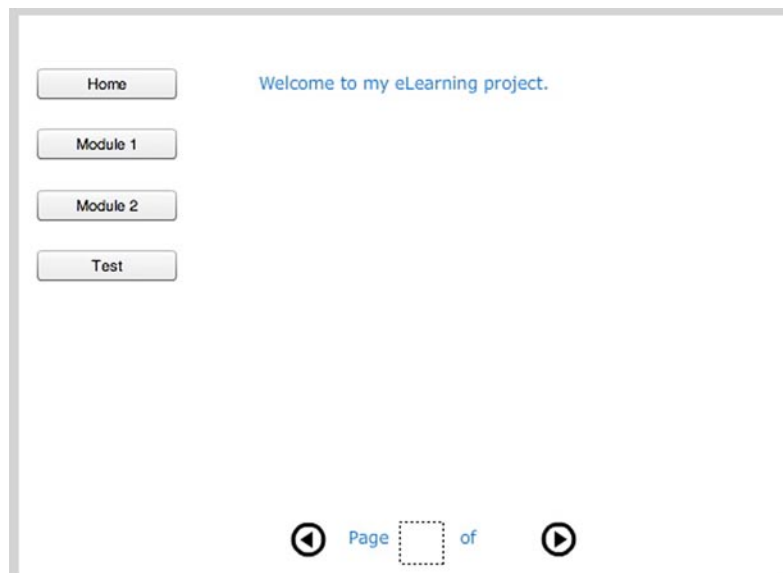 Home
Welcome to my eLearning project.
Module 1
Module 2
Test
Page of